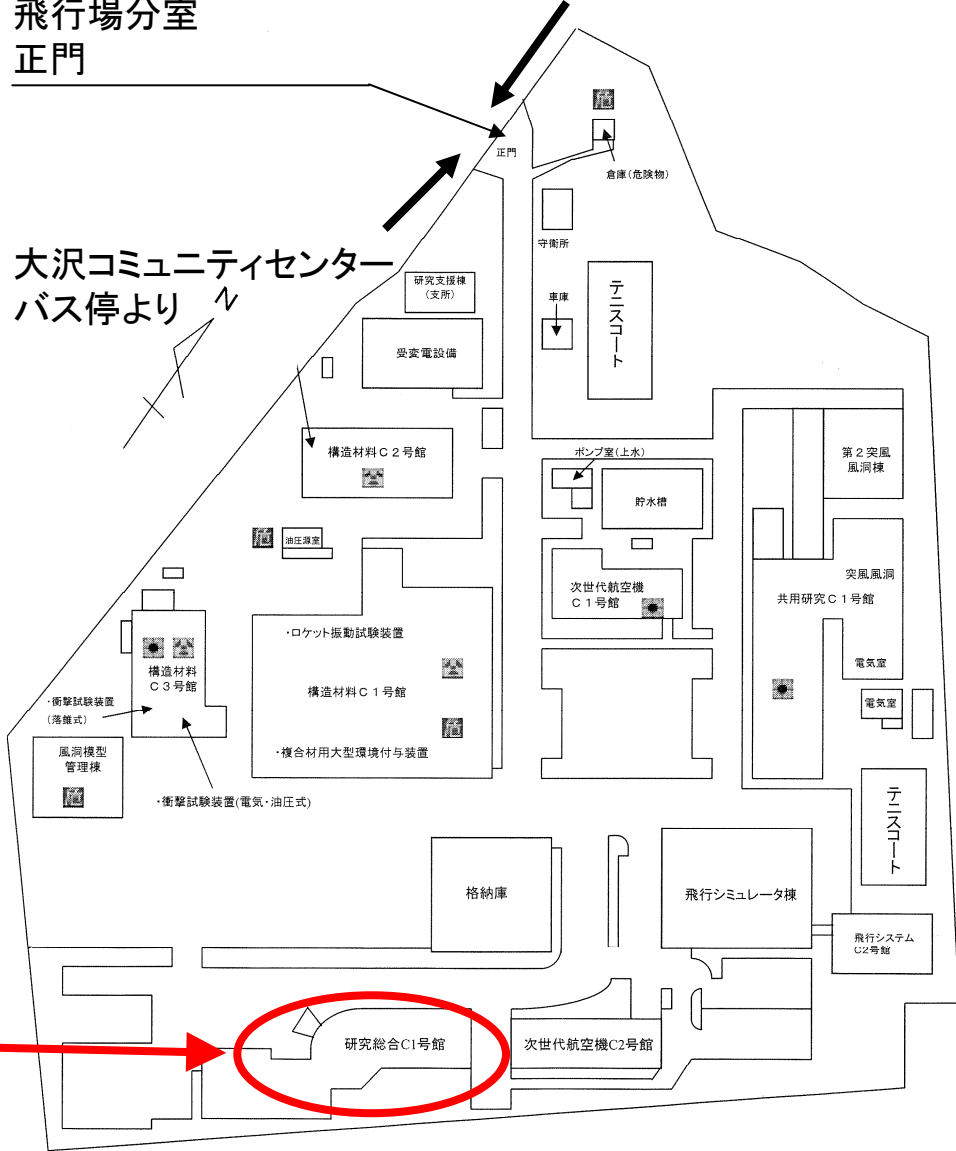 飛行場分室
正門
正門
倉庫(危険物)
守衛所
大沢コミュニティセンター
バス停より
N
研究支援棟
(支所)
車庫
テニスコート
受変電設備
構造材料C2号館
ポンプ室(上水)
第2突風
風洞棟
貯水槽
危
油圧源室
次世代航空機
C1号館
突風風洞
共用研究C1号館
・ロケット振動試験装置
構造材料
C3号館
構造材料C1号館
電気室
・衝撃試験装置
(落錐式)
電気室
風洞模型
管理棟
・複合材用大型環境付与装置
・衝撃試験装置(電気・油圧式)
テニスコート
格納庫
飛行シミュレータ棟
飛行システム
C2号館
研究総合C1号館
次世代航空機C2号館